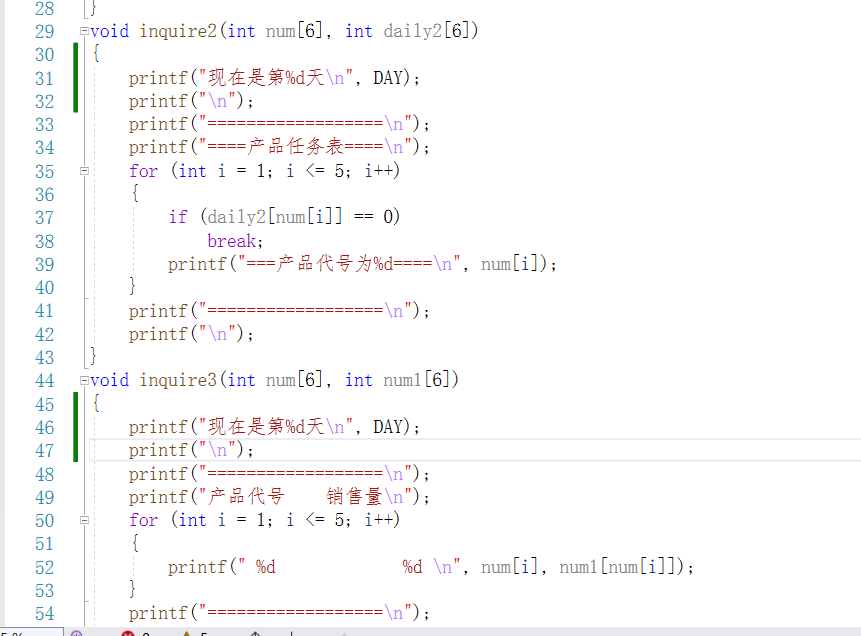 28 }
29 void inquire2(int num[6], int daily2[6])
30 {
31 printf("现在是第%d天\n", DAY);
32 printf("\n");
33 printf("==================\n");
34 printf("====产品任务表====\n");
35 for (int i = 1; i <= 5; i++)
36 {
37 if (daily2[num[i]] == 0)
38 break;
39 printf("===产品代号为%d====\n", num[i]);
40 }
41 printf("==================\n");
42 printf("\n");
43 }
44 void inquire3(int num[6], int num1[6])
45 {
46 printf("现在是第%d天\n", DAY);
47 printf("\n");
48 printf("==================\n");
49 printf("产品代号    销售量\n");
50 for (int i = 1; i <= 5; i++)
51 {
52 printf(" %d             %d \n", num[i], num1[num[i]]);
53 }
54 printf("==================\n");